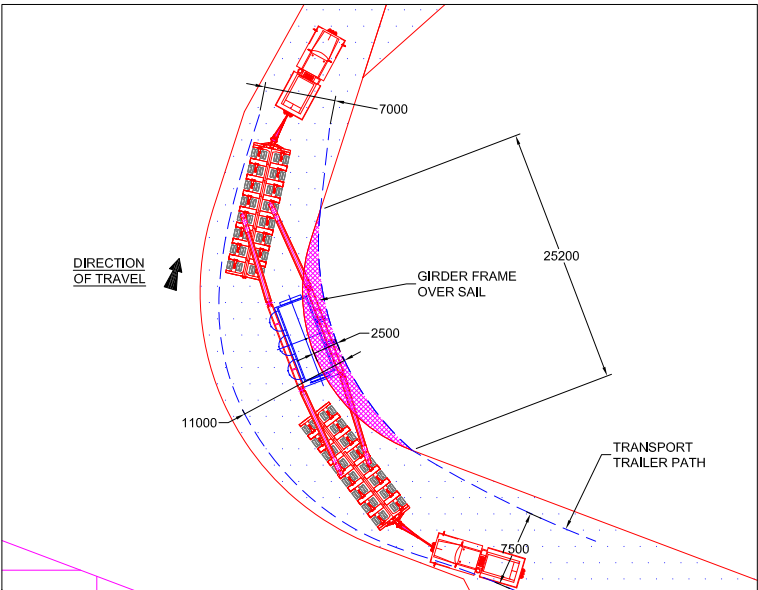 7000
DIRECTION
OF TRAVEL
25200
GIRDER FRAME
OVER SAIL
2500
11000
TRANSPORT
TRAILER PATH
7500